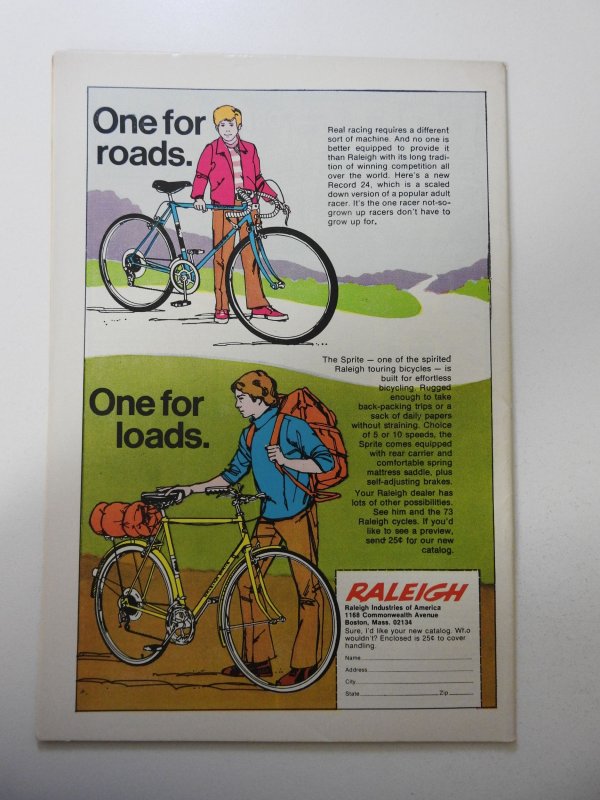 One for
roads.
Real racing requires a different
sort of machine. And no one is
better equipped to provide it
than Raleigh with its long tradi-
tion of winning competition all
over the world. Here's a new
Record 24, which is a scaled
down version of a popular adult
racer. It's the one racer not-so-
grown up racers don't have to
grow up for.
The Sprite — one of the spirited
Raleigh touring bicycles — is
built for effortless
bicycling. Rugged
enough to take
back-packing trips or a
sack of daily papers
without straining. Choice
of 5 or 10 speeds, the
Sprite comes equipped
with rear carrier and
comfortable spring
mattress saddle, plus
self-adjusting brakes.
Your Raleigh dealer has
lots of other possibilities.
See him and the 73
Raleigh cycles. If you'd
like to see a preview,
send 25¢ for our new
catalog.
One for
loads.
RALEIGH
Raleigh Industries of America
1168 Commonwealth Avenue
Boston, Mass. 02134
Sure, I'd like your new catalog. Who
wouldn't? Enclosed is 25¢ to cover
handling.
Name
Address
City
State Zip